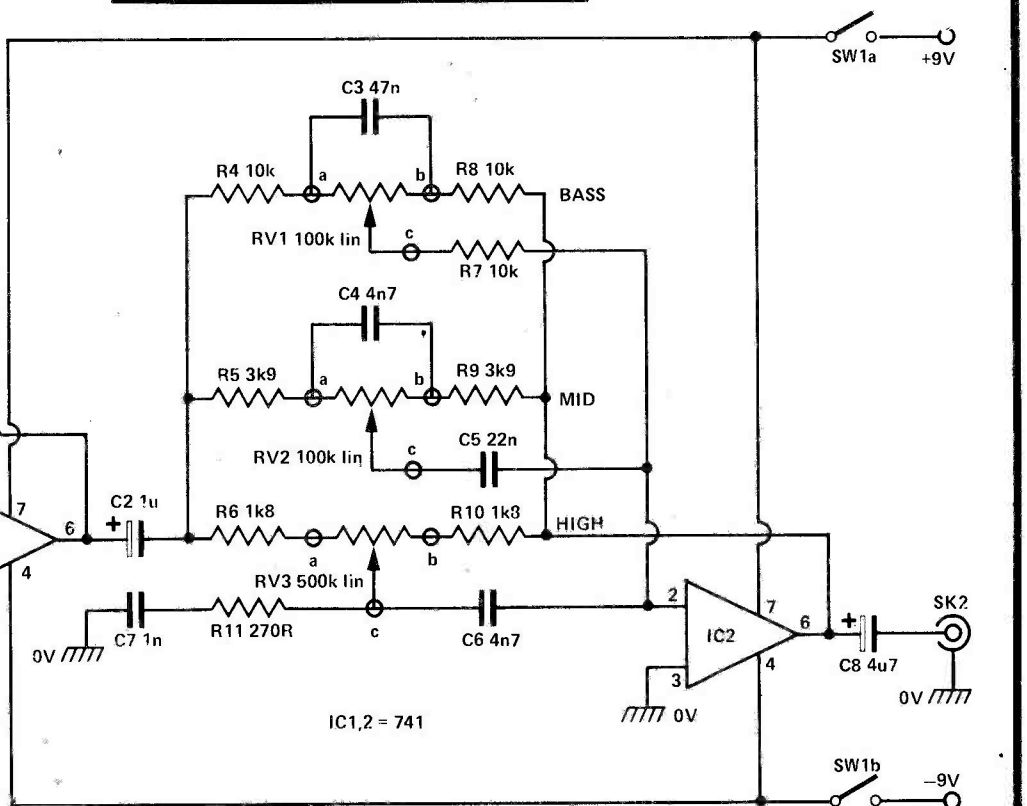 SW1a
+9V
C3 47n
R4 10k
a
b
R8 10k
BASS
RV1 100k lin
c
R7 10k
C4 4n7
R5 3k9
a
b
R9 3k9
MID
RV2 100k lin
c
C5 22n
7
C2 1u
+
6
R6 1k8
R10 1k8
HIGH
a
b
4
RV3 500k lin
C7 1n
R11 270R
c
C6 4n7
2
7
IC2
6
+
SK2
0V
3
4
C8 4u7
0V
0V
IC1,2 = 741
SW1b
–9V